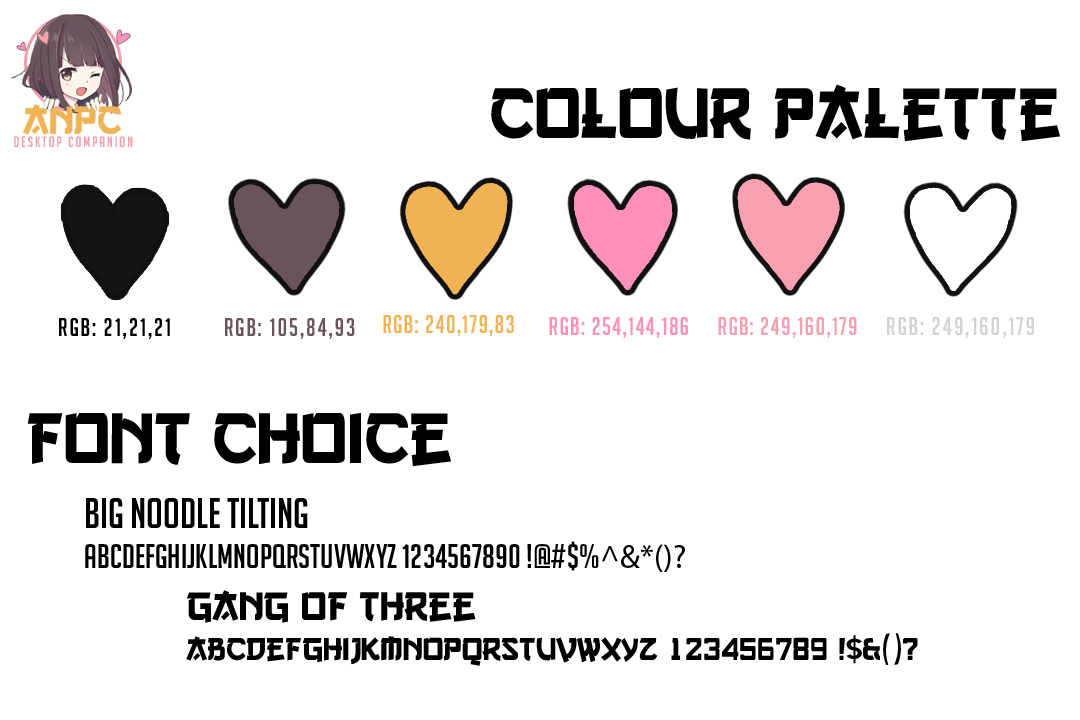 ANPC
DESKTOP COMPANION
COLOUR PALETTE
RGB: 21,21,21
RGB: 105,84,93
RGB: 240,179,83
RGB: 254,144,186
RGB: 249,160,179
RGB: 249,160,179
FONT CHOICE
BIG NOODLE TILTING
ABCDEFGHIJKLMNOPQRSTUVWXYZ 1234567890 !@#$%^&*()?
GANG OF THREE
ABCDEFGHIJKMNOPQRSTUVWXYZ 123456789 !$&()?